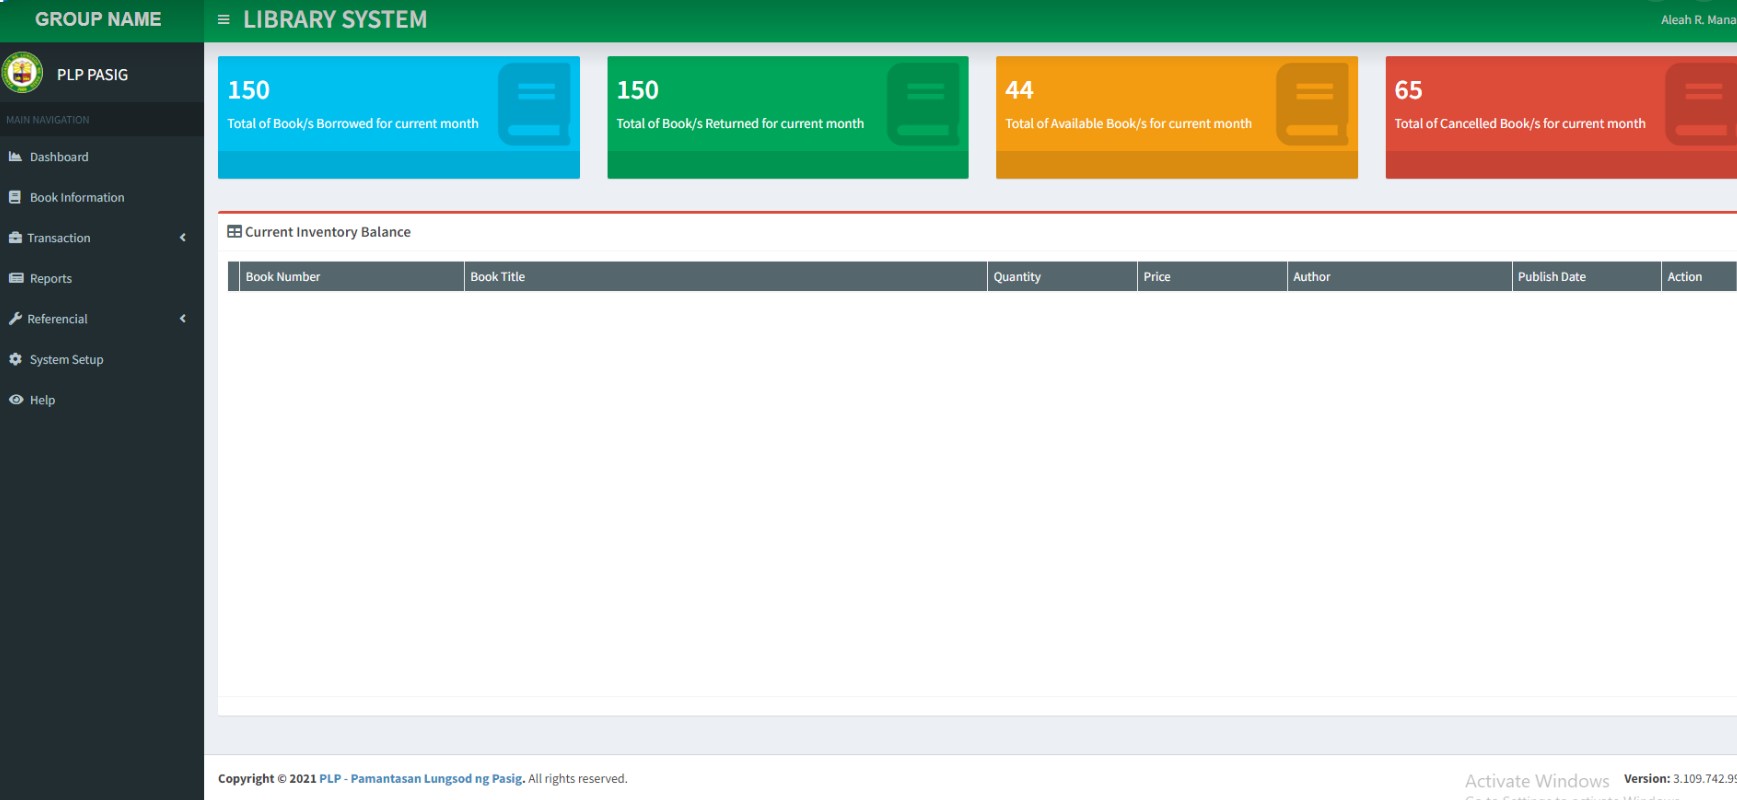 GROUP NAME
LIBRARY SYSTEM
Aleah R. Mana
PLP PASIG
MAIN NAVIGATION
Dashboard
Book Information
Transaction
Reports
Referencial
System Setup
Help
150
Total of Book/s Borrowed for current month
150
Total of Book/s Returned for current month
44
Total of Available Book/s for current month
65
Total of Cancelled Book/s for current month
Current Inventory Balance
Book Number Book Title Quantity Price Author Publish Date Action
Copyright © 2021 PLP - Pamantasan Lungsod ng Pasig. All rights reserved.
Activate Windows
Version: 3.109.742.99